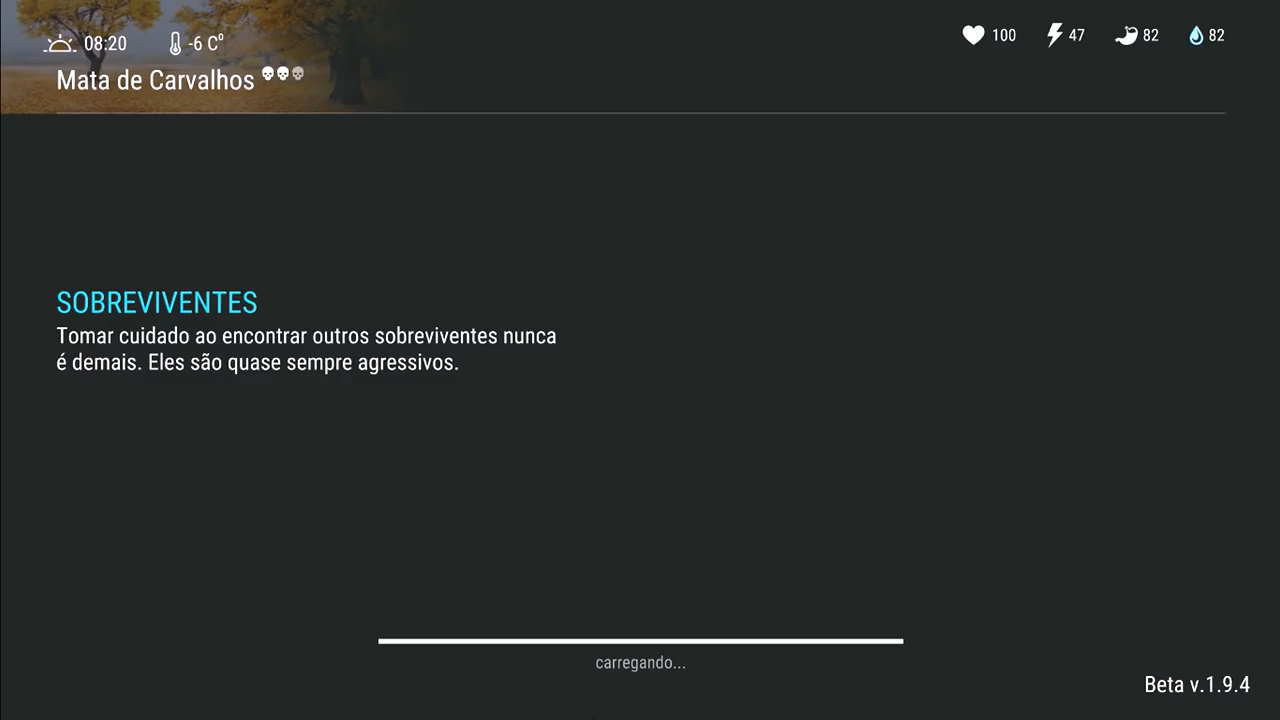 08:20 -6 Cº 100 47 82 82
Mata de Carvalhos
SOBREVIVENTES
Tomar cuidado ao encontrar outros sobreviventes nunca
é demais. Eles são quase sempre agressivos.
carregando...
Beta v.1.9.4